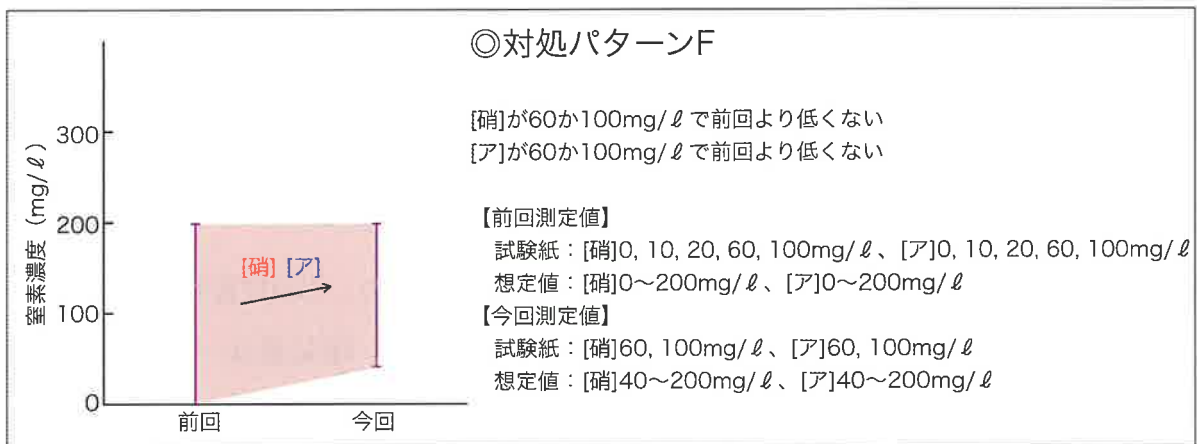 ◎対処パターンF
[硝]が60か100mg/ℓで前回より低くない
[ア]が60か100mg/ℓで前回より低くない
【前回測定値】
試験紙：[硝]0, 10, 20, 60, 100mg/ℓ、[ア]0, 10, 20, 60, 100mg/ℓ
想定値：[硝]0～200mg/ℓ、[ア]0～200mg/ℓ
【今回測定値】
試験紙：[硝]60, 100mg/ℓ、[ア]60, 100mg/ℓ
想定値：[硝]40～200mg/ℓ、[ア]40～200mg/ℓ
窒素濃度（mg/ℓ）
300
200
100
0
[硝] [ア]
前回 今回